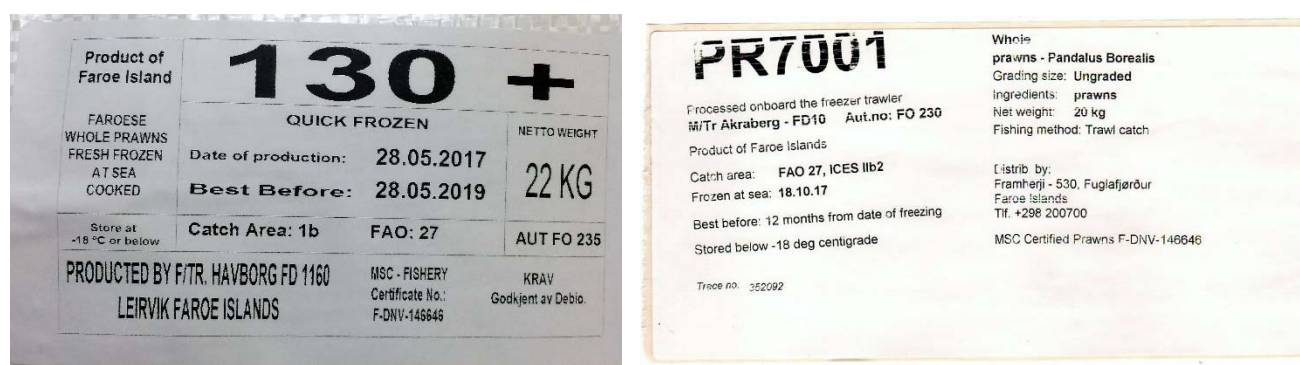 Product of
Faroe Island
130 +
FAROESE
WHOLE PRAWNS
FRESH FROZEN
AT SEA
COOKED
QUICK FROZEN
Date of production: 28.05.2017
Best Before: 28.05.2019
NETTO WEIGHT
22 KG
Store at
-18 °C or below
Catch Area: 1b FAO: 27
AUT FO 235
PRODUCTED BY F/TR. HAVBORG FD 1160
LEIRVIK FAROE ISLANDS
MSC - FISHERY
Certificate No.:
F-DNV-146646
KRAV
Godkjent av Debio.
PR7001
Processed onboard the freezer trawler
M/Tr Akraberg - FD10 Aut.no: FO 230
Product of Faroe Islands
Catch area: FAO 27, ICES IIb2
Frozen at sea: 18.10.17
Best before: 12 months from date of freezing
Stored below -18 deg centigrade
Trace no. 352092
Whole
prawns - Pandalus Borealis
Grading size: Ungraded
Ingredients: prawns
Net weight: 20 kg
Fishing method: Trawl catch
Distrib by:
Framherji - 530, Fuglafjørður
Faroe Islands
Tlf. +298 200700
MSC Certified Prawns F-DNV-146646